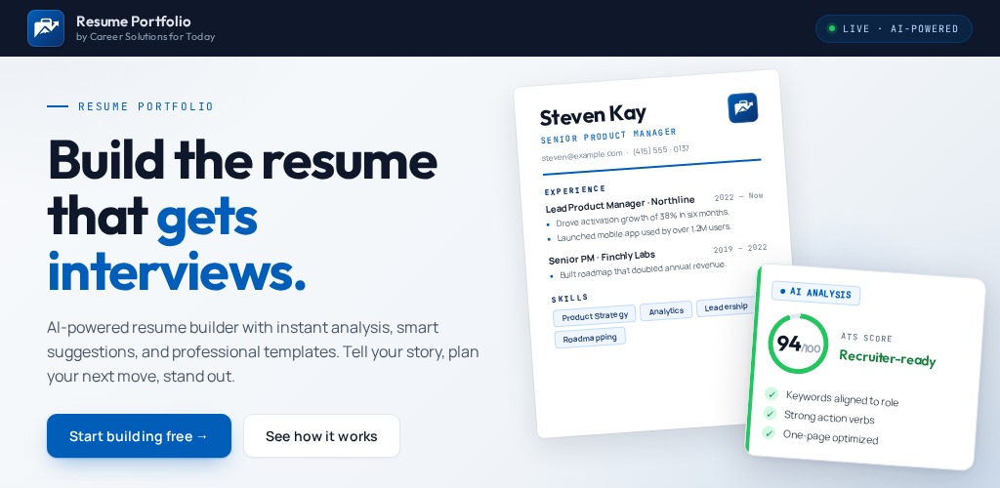 Resume Portfolio
by Career Solutions for Today
LIVE · AI-POWERED
RESUME PORTFOLIO
Build the resume
that gets
interviews.
AI-powered resume builder with instant analysis, smart
suggestions, and professional templates. Tell your story, plan
your next move, stand out.
Start building free →
See how it works
Steven Kay
SENIOR PRODUCT MANAGER
steven@example.com · (415) 555 · 0137
EXPERIENCE
Lead Product Manager · Northline 2022 — Now
• Drove activation growth of 38% in six months.
• Launched mobile app used by over 1.2M users.
Senior PM · Finchly Labs 2019 — 2022
• Built roadmap that doubled annual revenue.
SKILLS
Product Strategy Analytics Leadership
Roadmapping
AI ANALYSIS
94/100
ATS SCORE
Recruiter-ready
✓ Keywords aligned to role
✓ Strong action verbs
✓ One-page optimized